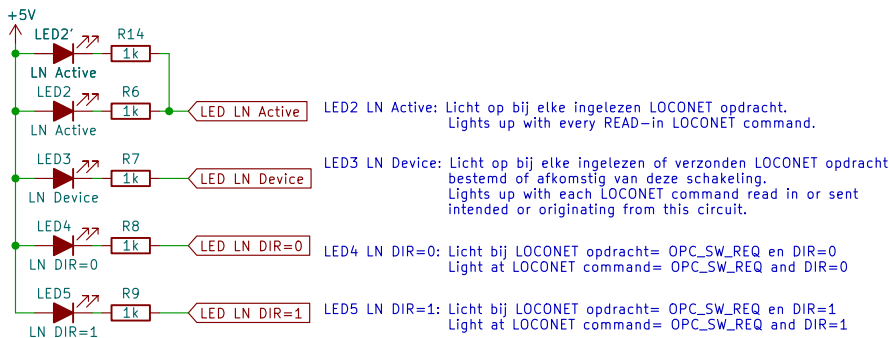 +5V
LED2' R14
1k
LN Active
LED2 R6
1k LED LN Active
LN Active
LED2 LN Active: Licht op bij elke ingelezen LOCONET opdracht.
Lights up with every READ-in LOCONET command.
LED3 R7
1k LED LN Device
LN Device
LED3 LN Device: Licht op bij elke ingelezen of verzonden LOCONET opdracht
bestemd of afkomstig van deze schakeling.
Lights up with each LOCONET command read in or sent
intended or originating from this circuit.
LED4 R8
1k LED LN DIR=0
LN DIR=0
LED4 LN DIR=0: Licht bij LOCONET opdracht= OPC_SW_REQ en DIR=0
Light at LOCONET command= OPC_SW_REQ and DIR=0
LED5 R9
1k LED LN DIR=1
LN DIR=1
LED5 LN DIR=1: Licht bij LOCONET opdracht= OPC_SW_REQ en DIR=1
Light at LOCONET command= OPC_SW_REQ and DIR=1